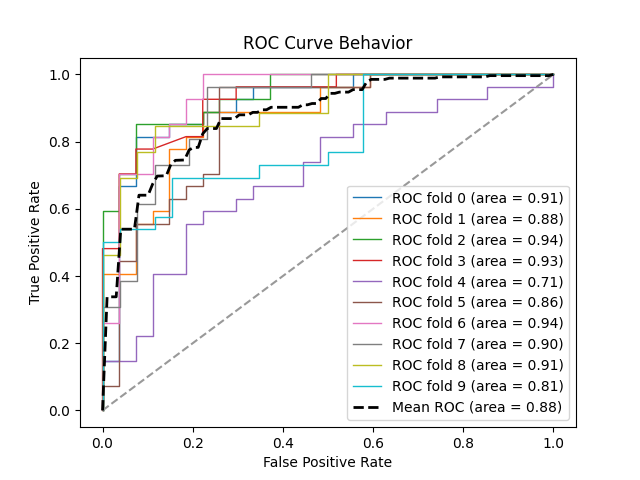 ROC Curve Behavior
True Positive Rate
1.0
0.8
0.6
0.4
0.2
0.0
ROC fold 0 (area = 0.91)
ROC fold 1 (area = 0.88)
ROC fold 2 (area = 0.94)
ROC fold 3 (area = 0.93)
ROC fold 4 (area = 0.71)
ROC fold 5 (area = 0.86)
ROC fold 6 (area = 0.94)
ROC fold 7 (area = 0.90)
ROC fold 8 (area = 0.91)
ROC fold 9 (area = 0.81)
Mean ROC (area = 0.88)
0.0 0.2 0.4 0.6 0.8 1.0
False Positive Rate